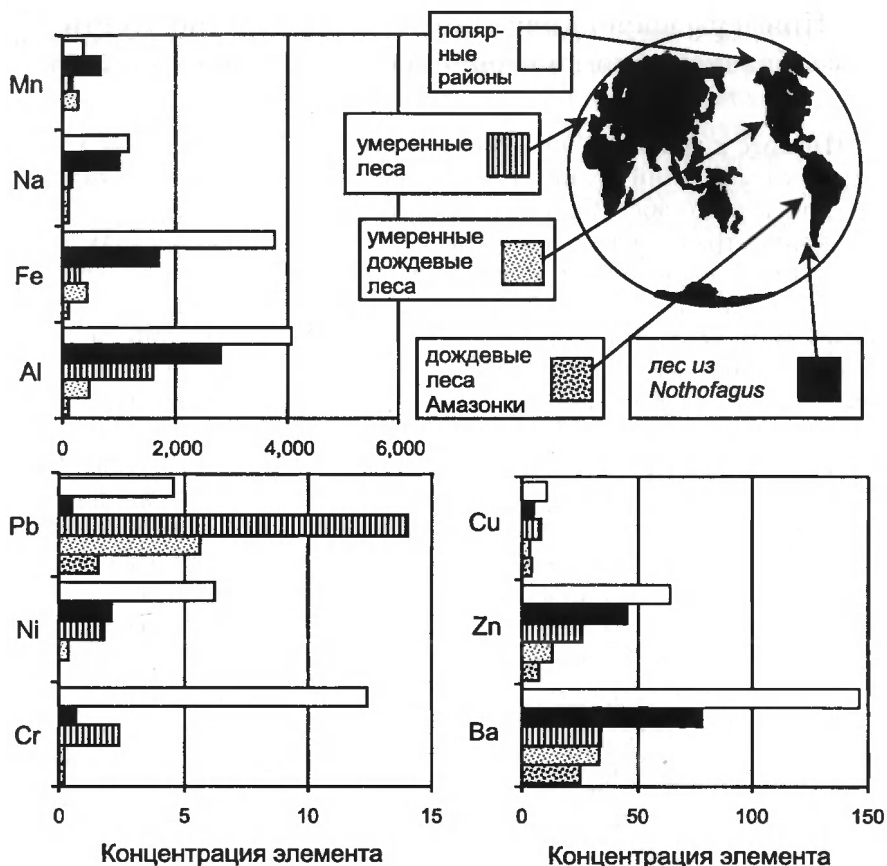 Mn
Na
Fe
Al
0 2,000 4,000 6,000
поляр-
ные
районы
умеренные
леса
умеренные
дождевые
леса
дождевые
леса
Амазонки
лес из
Nothofagus
Pb
Ni
Cr
0 5 10 15
Концентрация элемента
Cu
Zn
Ba
0 50 100 150
Концентрация элемента